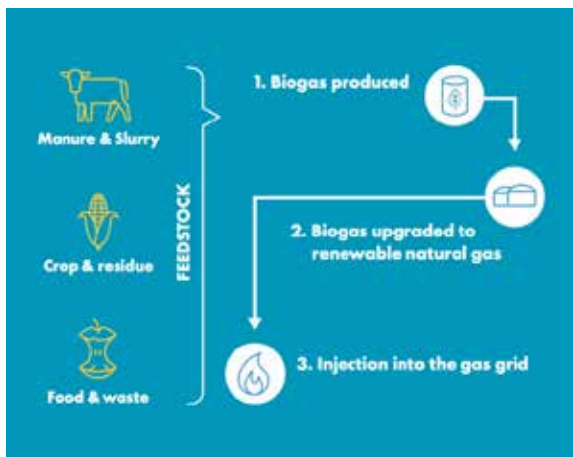 Manure & Slurry
Crop & residue
Food & waste
FEEDSTOCK
1. Biogas produced
2. Biogas upgraded to
renewable natural gas
3. Injection into the gas grid